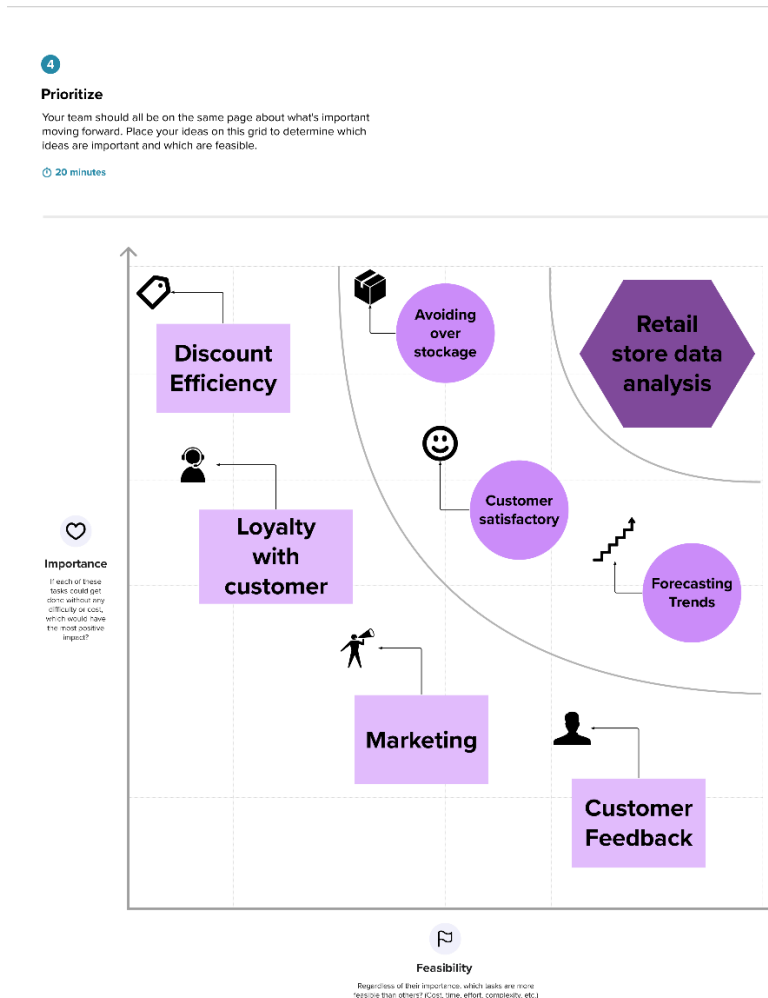 4
Prioritize
Your team should all be on the same page about what's important
moving forward. Place your ideas on this grid to determine which
ideas are important and which are feasible.
20 minutes
Discount
Efficiency
Avoiding
over
stockage
Retail
store data
analysis
Loyalty
with
customer
Customer
satisfactory
Forecasting
Trends
Importance
If each of these
tasks could get
done without any
difficulty or cost,
which would have
the most positive
impact?
Marketing
Customer
Feedback
Feasibility
Regardless of their importance, which tasks are more
feasible than others? (Cost, time, effort, complexity, etc.)